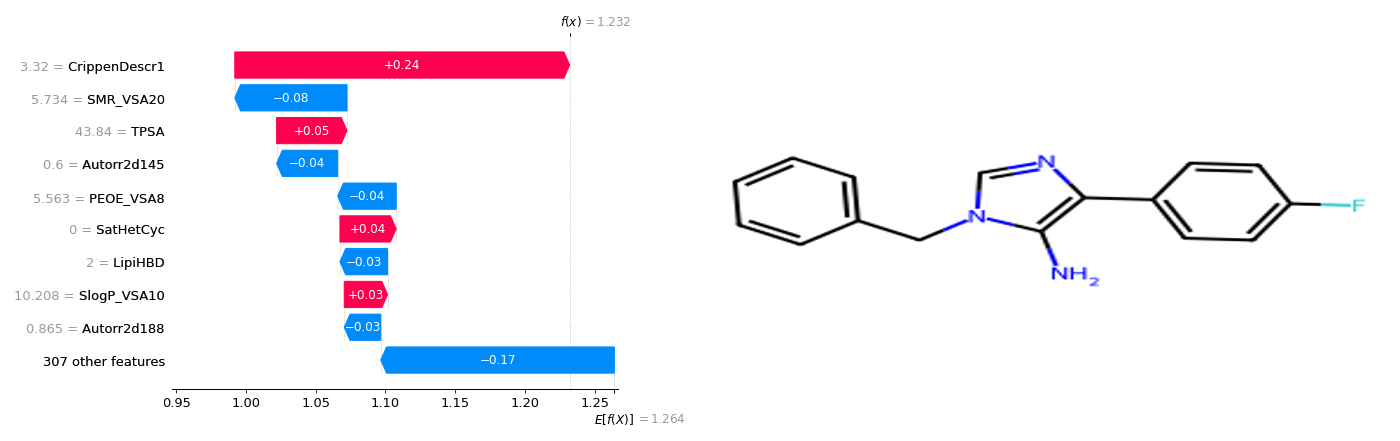 f(x) = 1.232
3.32 = CrippenDescr1
+0.24
5.734 = SMR_VSA20
−0.08
43.84 = TPSA
+0.05
0.6 = Autorr2d145
−0.04
5.563 = PEOE_VSA8
−0.04
0 = SatHetCyc
+0.04
2 = LipiHBD
−0.03
10.208 = SlogP_VSA10
+0.03
0.865 = Autorr2d188
−0.03
307 other features
−0.17
0.95 1.00 1.05 1.10 1.15 1.20 1.25
E[f(X)] = 1.264
N
N
F
NH₂